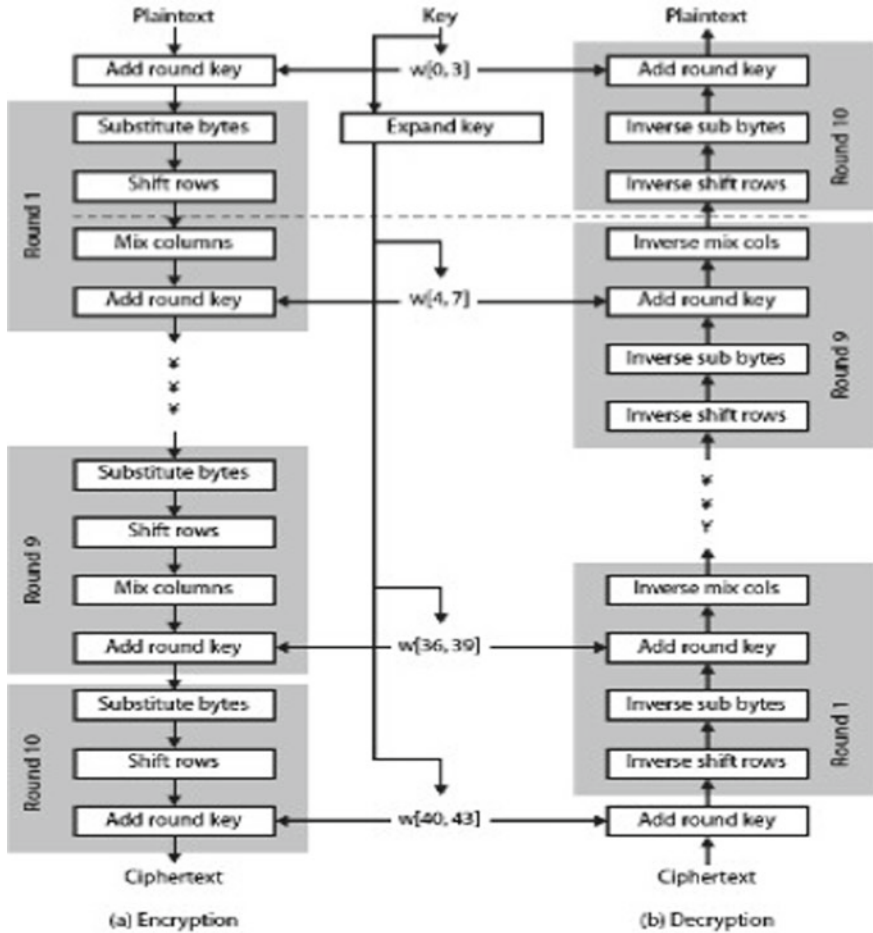 Plaintext
Add round key
Substitute bytes
Shift rows
Mix columns
Add round key
Round 1
Substitute bytes
Shift rows
Mix columns
Add round key
Round 9
Substitute bytes
Shift rows
Add round key
Round 10
Ciphertext
(a) Encryption
Key
w[0, 3]
Expand key
w[4, 7]
w[36, 39]
w[40, 43]
Plaintext
Add round key
Inverse sub bytes
Inverse shift rows
Round 10
Inverse mix cols
Add round key
Inverse sub bytes
Inverse shift rows
Round 9
Inverse mix cols
Add round key
Inverse sub bytes
Inverse shift rows
Round 1
Add round key
Ciphertext
(b) Decryption